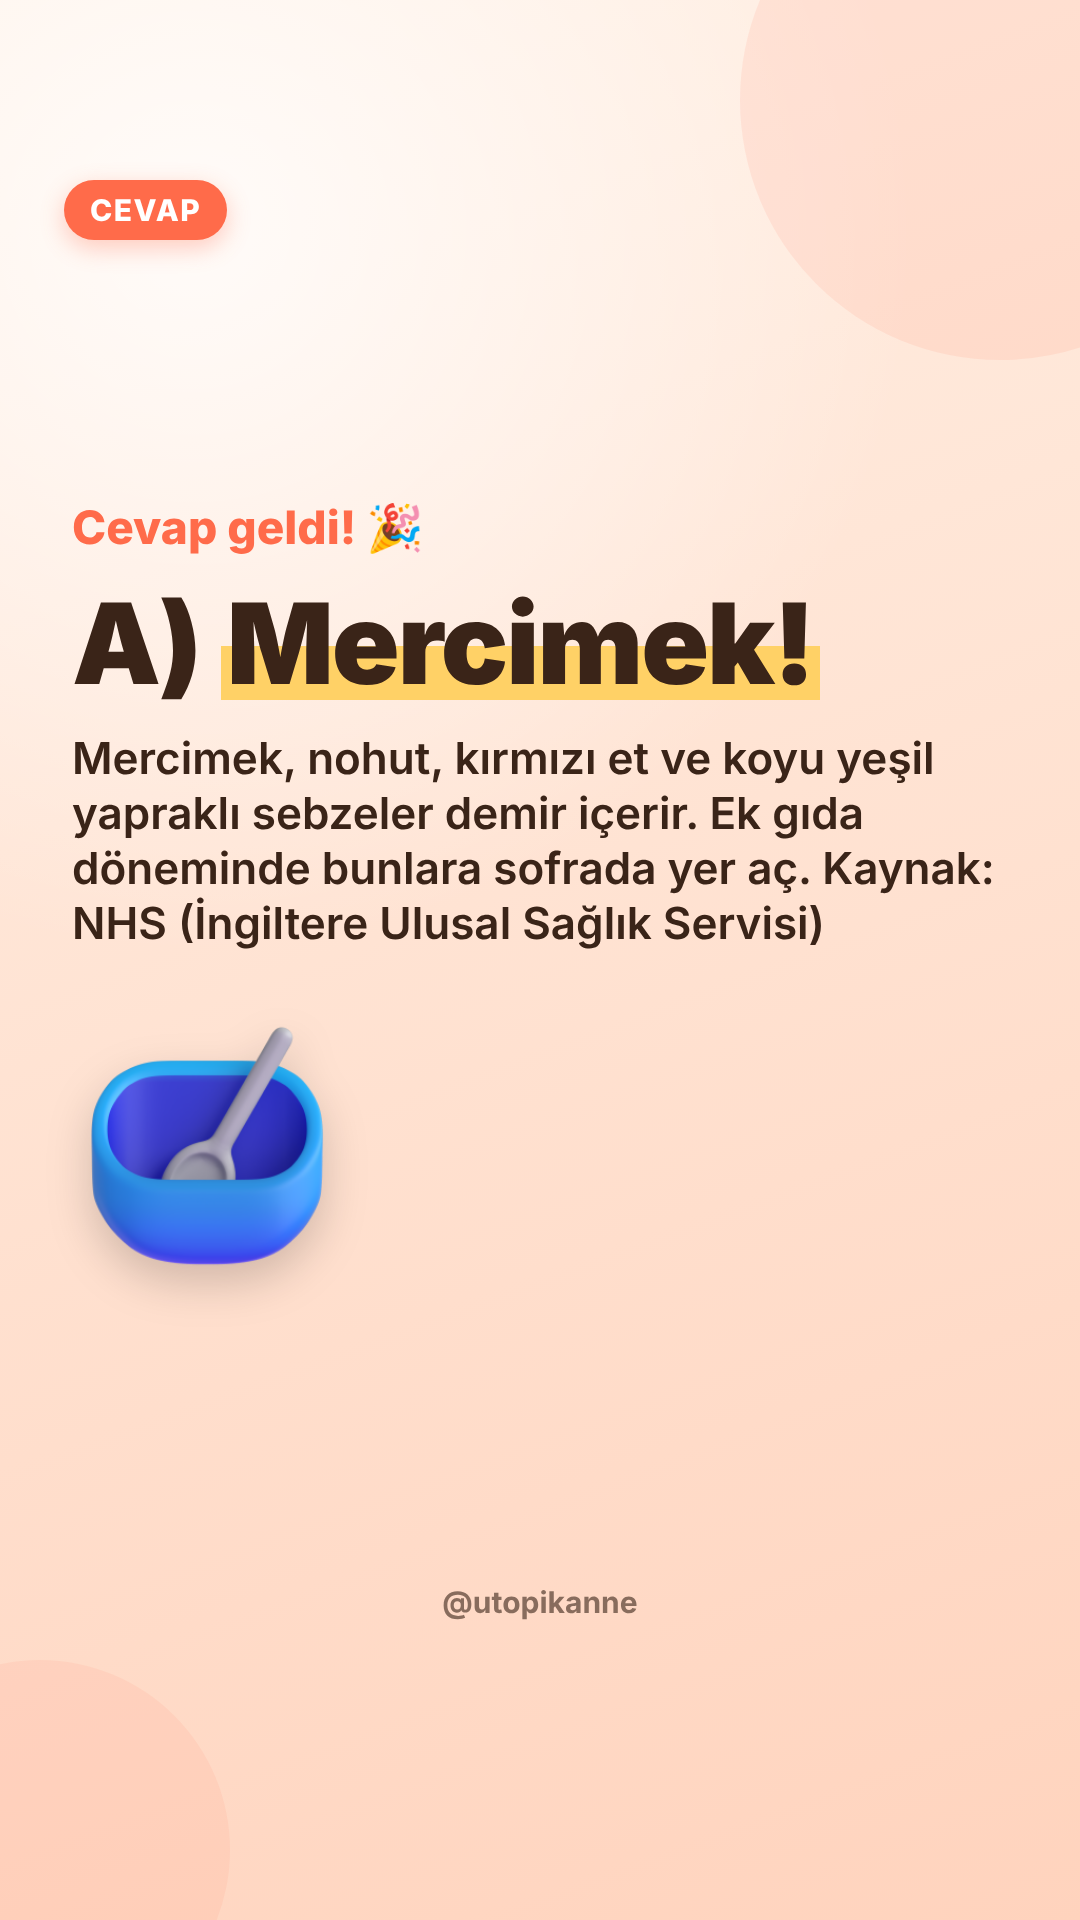 CEVAP
Cevap geldi! 🎉
A) Mercimek!
Mercimek, nohut, kırmızı et ve koyu yeşil
yapraklı sebzeler demir içerir. Ek gıda
döneminde bunlara sofrada yer aç. Kaynak:
NHS (İngiltere Ulusal Sağlık Servisi)
@utopikanne